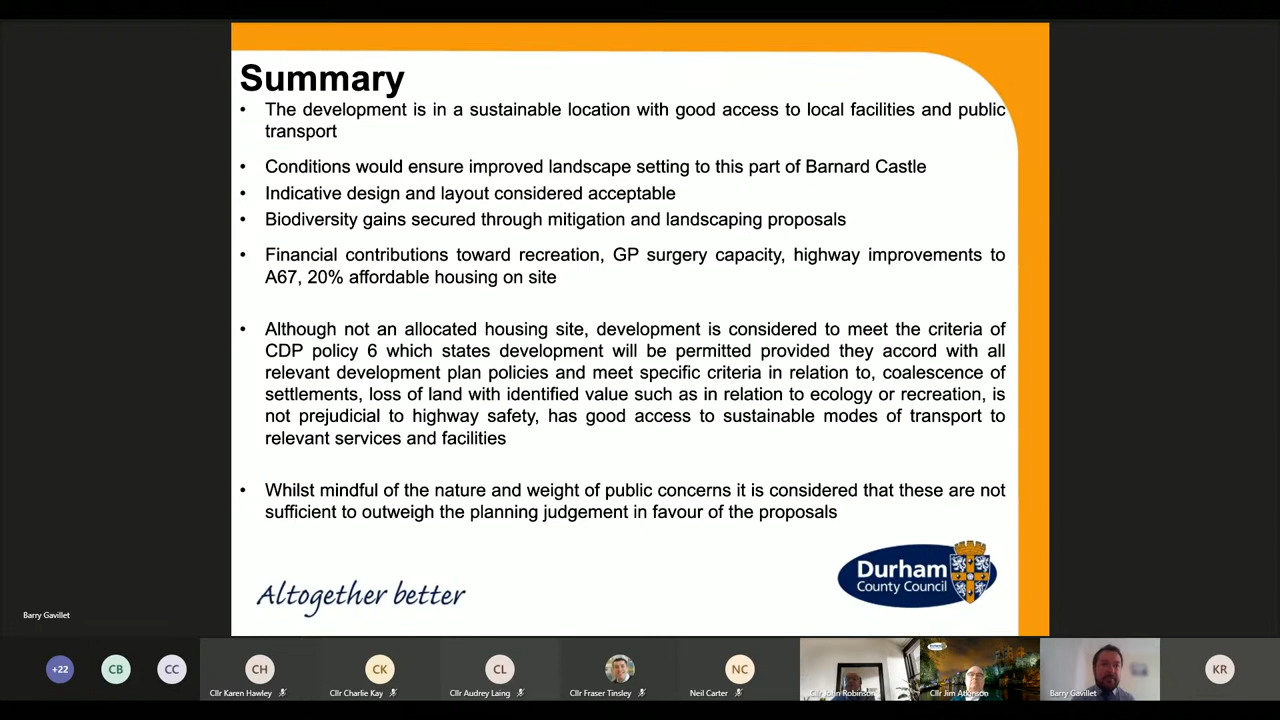 Summary
• The development is in a sustainable location with good access to local facilities and public
transport
• Conditions would ensure improved landscape setting to this part of Barnard Castle
• Indicative design and layout considered acceptable
• Biodiversity gains secured through mitigation and landscaping proposals
• Financial contributions toward recreation, GP surgery capacity, highway improvements to
A67, 20% affordable housing on site
• Although not an allocated housing site, development is considered to meet the criteria of
CDP policy 6 which states development will be permitted provided they accord with all
relevant development plan policies and meet specific criteria in relation to, coalescence of
settlements, loss of land with identified value such as in relation to ecology or recreation, is
not prejudicial to highway safety, has good access to sustainable modes of transport to
relevant services and facilities
• Whilst mindful of the nature and weight of public concerns it is considered that these are not
sufficient to outweigh the planning judgement in favour of the proposals
Altogether better
Durham
County Council
Barry Gavillet
+22
CB
CC
CH
CK
CL
NC
KR
Cllr Karen Hawley
Cllr Charlie Kay
Cllr Audrey Laing
Cllr Fraser Tinsley
Neil Carter
Cllr John Robinson
Cllr Jim Atkinson
Barry Gavillet